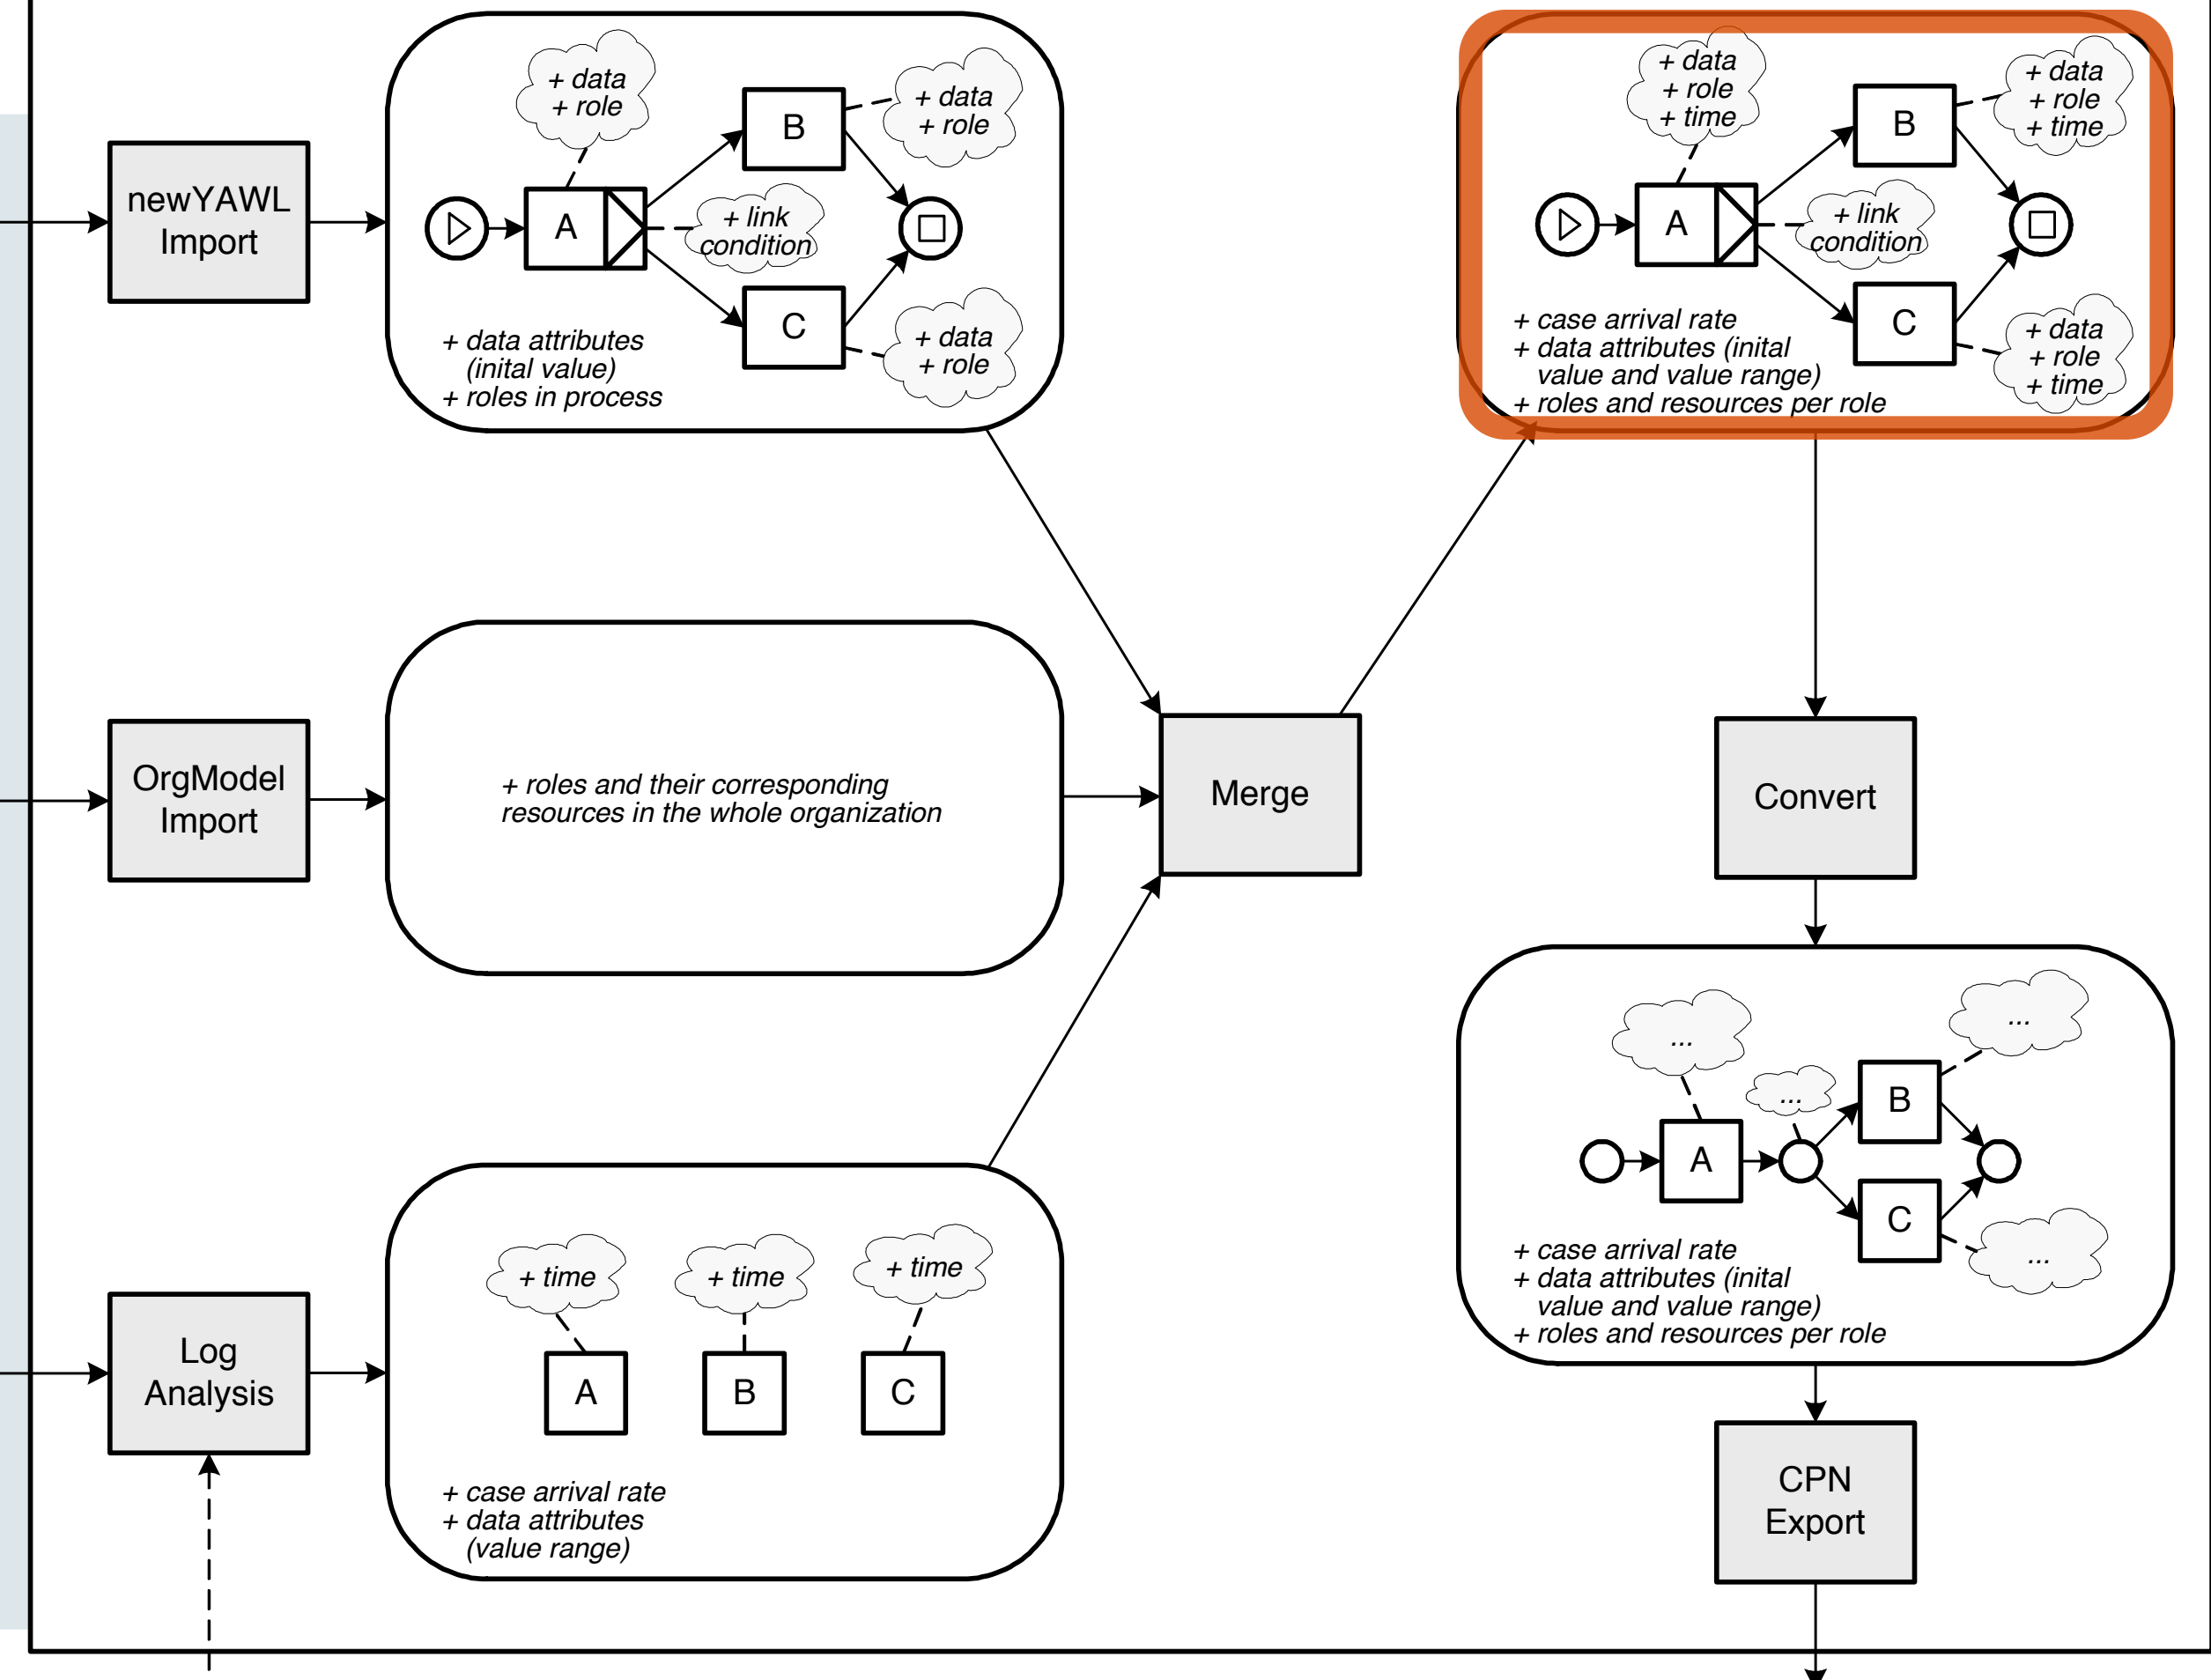 newYAWL
Import
+ data
+ role
A
B
+ data
+ role
+ link
condition
C
+ data
+ role
+ data attributes
(inital value)
+ roles in process
+ data
+ role
+ time
A
B
+ data
+ role
+ time
+ link
condition
C
+ data
+ role
+ time
+ case arrival rate
+ data attributes (inital
value and value range)
+ roles and resources per role
OrgModel
Import
+ roles and their corresponding
resources in the whole organization
Merge
Convert
Log
Analysis
+ time
+ time
+ time
A
B
C
+ case arrival rate
+ data attributes
(value range)
...
...
...
A
B
C
...
+ case arrival rate
+ data attributes (inital
value and value range)
+ roles and resources per role
CPN
Export